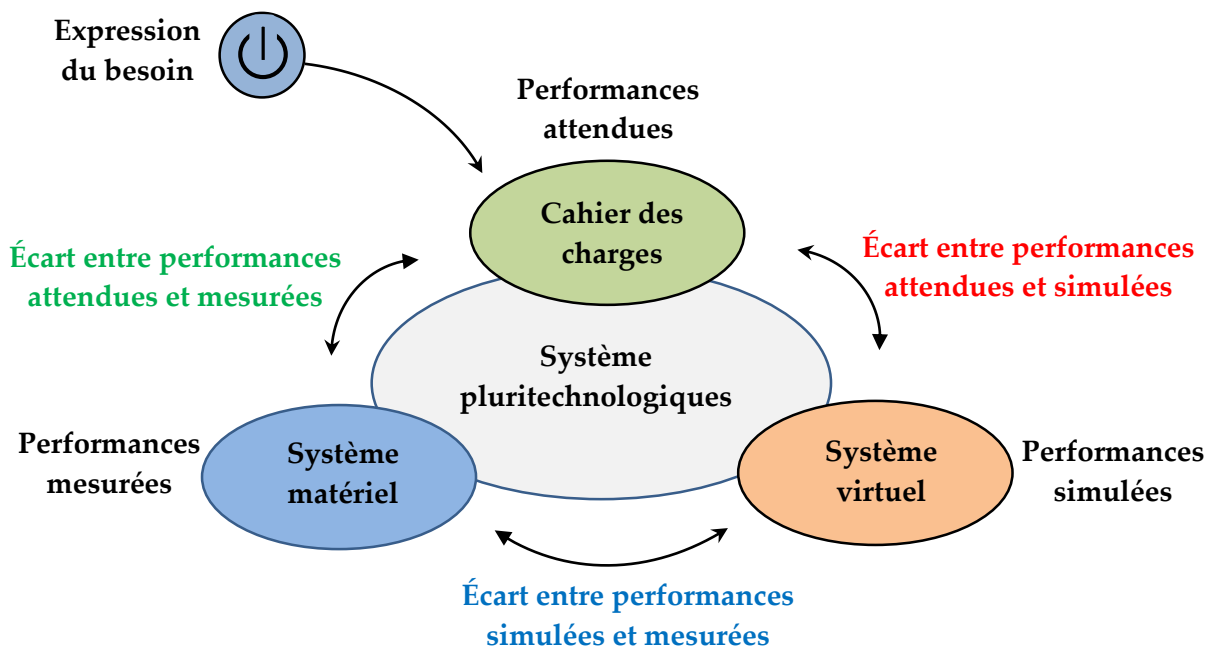 Expression
du besoin
Performances
attendues
Cahier des
charges
Écart entre performances
attendues et mesurées
Écart entre performances
attendues et simulées
Système
pluritechnologiques
Performances
mesurées
Système
matériel
Système
virtuel
Performances
simulées
Écart entre performances
simulées et mesurées